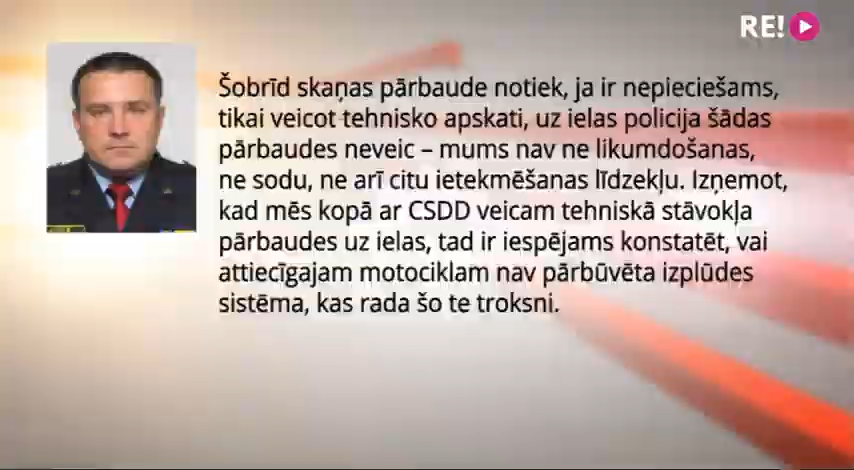 RE!
Šobrīd skaņas pārbaude notiek, ja ir nepieciešams,
tikai veicot tehnisko apskati, uz ielas policija šādas
pārbaudes neveic – mums nav ne likumdošanas,
ne sodu, ne arī citu ietekmēšanas līdzekļu. Izņemot,
kad mēs kopā ar CSDD veicam tehniskā stāvokļa
pārbaudes uz ielas, tad ir iespējams konstatēt, vai
attiecīgajam motociklam nav pārbūvēta izplūdes
sistēma, kas rada šo te troksni.